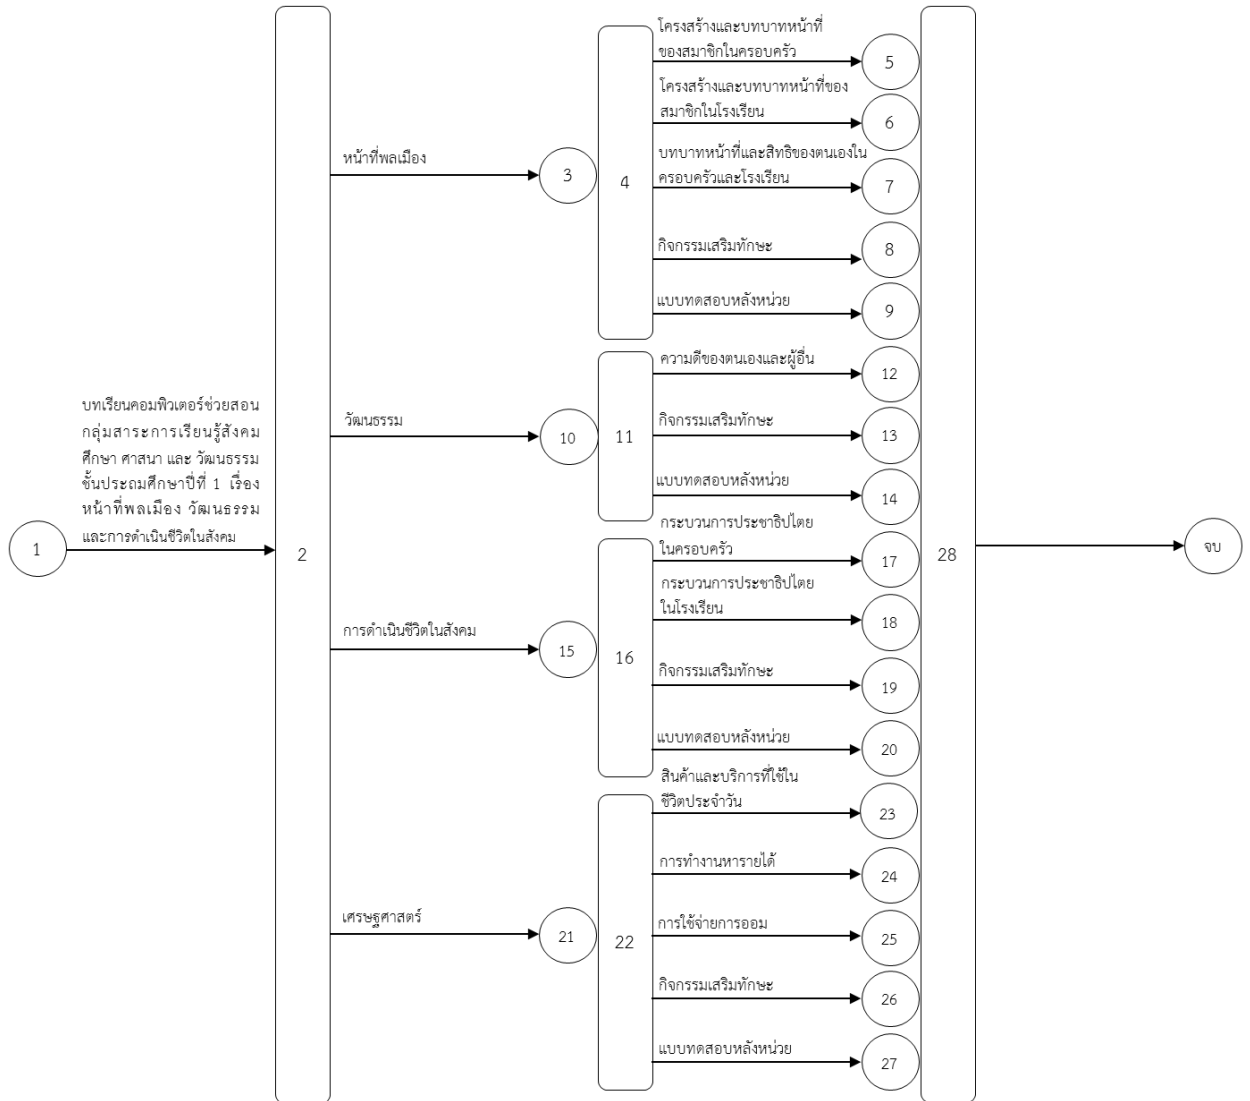 1
บทเรียนคอมพิวเตอร์ช่วยสอน
กลุ่มสาระการเรียนรู้สังคม
ศึกษา ศาสนา และ วัฒนธรรม
ชั้นประถมศึกษาปีที่ 1 เรื่อง
หน้าที่พลเมือง วัฒนธรรม
และการดำเนินชีวิตในสังคม
2
หน้าที่พลเมือง
3
4
โครงสร้างและบทบาทหน้าที่
ของสมาชิกในครอบครัว
5
โครงสร้างและบทบาทหน้าที่ของ
สมาชิกในโรงเรียน
6
บทบาทหน้าที่และสิทธิของตนเองใน
ครอบครัวและโรงเรียน
7
กิจกรรมเสริมทักษะ
8
แบบทดสอบหลังหน่วย
9
วัฒนธรรม
10
11
ความดีของตนเองและผู้อื่น
12
กิจกรรมเสริมทักษะ
13
แบบทดสอบหลังหน่วย
14
การดำเนินชีวิตในสังคม
15
16
กระบวนการประชาธิปไตย
ในครอบครัว
17
กระบวนการประชาธิปไตย
ในโรงเรียน
18
กิจกรรมเสริมทักษะ
19
แบบทดสอบหลังหน่วย
20
เศรษฐศาสตร์
21
22
สินค้าและบริการที่ใช้ใน
ชีวิตประจำวัน
23
การทำงานหารายได้
24
การใช้จ่ายการออม
25
กิจกรรมเสริมทักษะ
26
แบบทดสอบหลังหน่วย
27
28
จบ